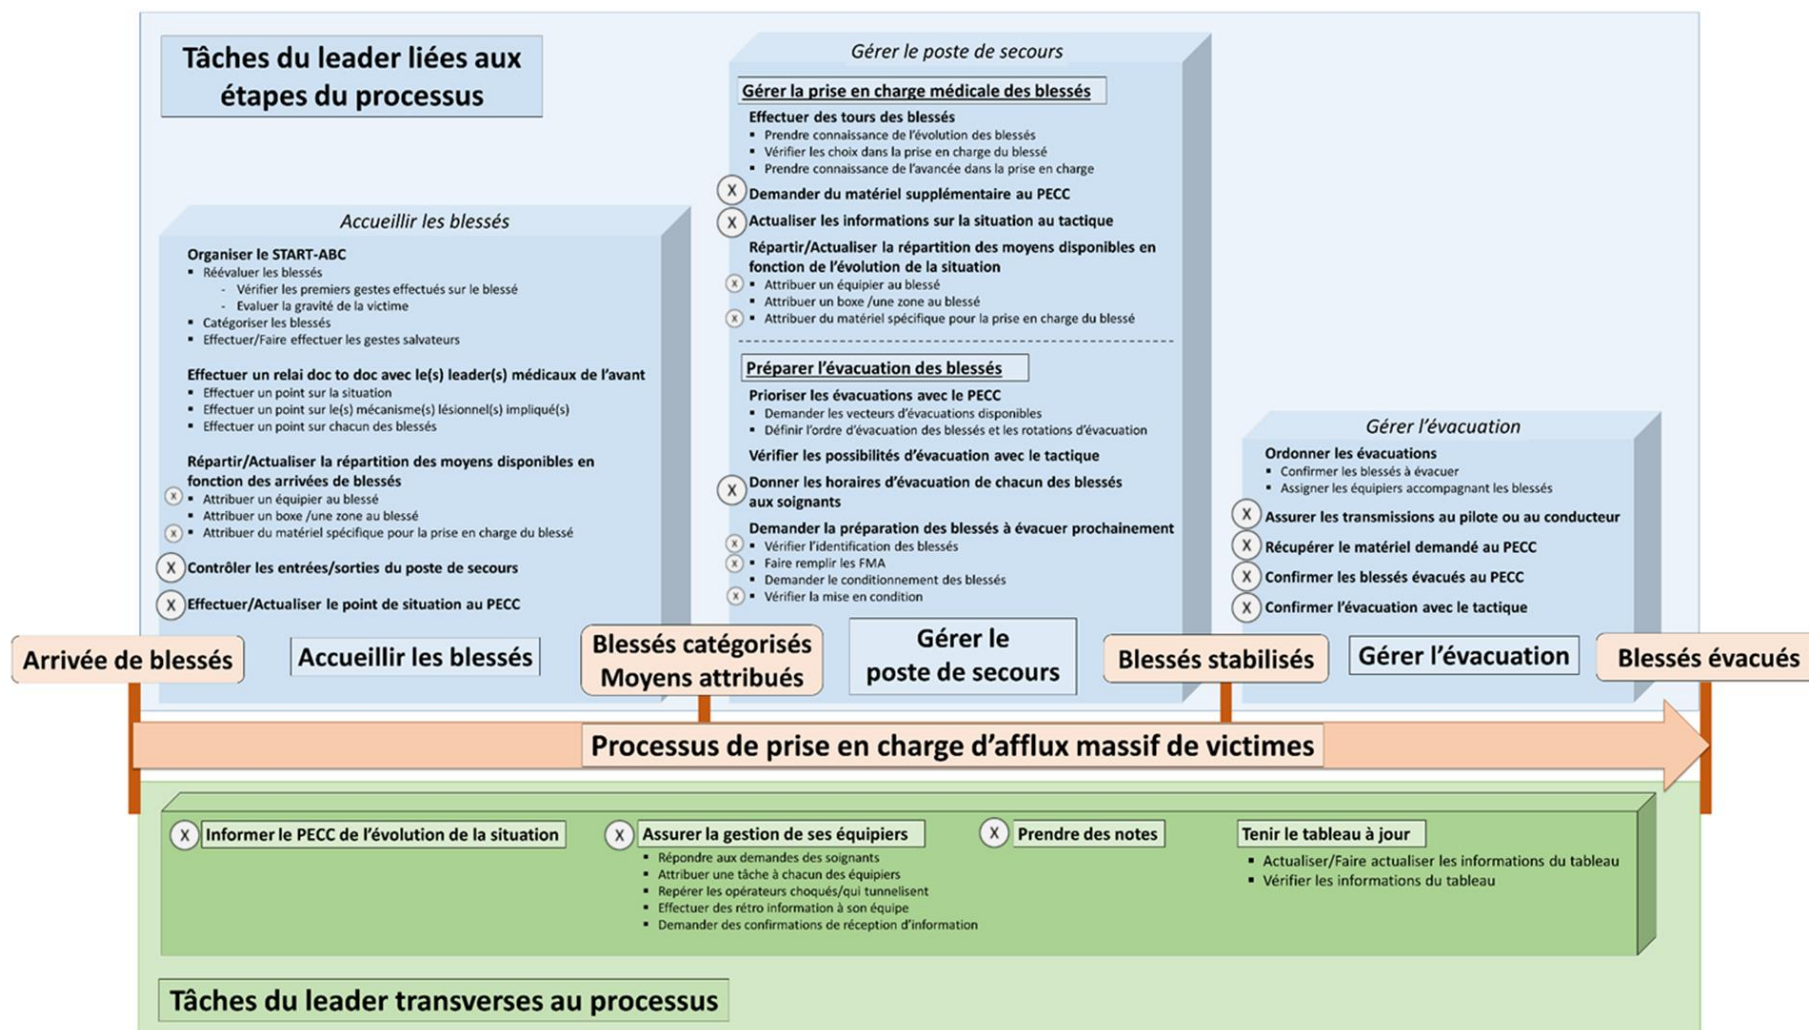 Tâches du leader liées aux
étapes du processus
Accueillir les blessés
Organiser le START-ABC
▪ Réévaluer les blessés
- Vérifier les premiers gestes effectués sur le blessé
- Evaluer la gravité de la victime
▪ Catégoriser les blessés
▪ Effectuer/Faire effectuer les gestes salvateurs
Effectuer un relai doc to doc avec le(s) leader(s) médicaux de l'avant
▪ Effectuer un point sur la situation
▪ Effectuer un point sur le(s) mécanisme(s) lésionnel(s) impliqué(s)
▪ Effectuer un point sur chacun des blessés
Répartir/Actualiser la répartition des moyens disponibles en
fonction des arrivées de blessés
X ▪ Attribuer un équipier au blessé
▪ Attribuer un boxe /une zone au blessé
X ▪ Attribuer du matériel spécifique pour la prise en charge du blessé
X Contrôler les entrées/sorties du poste de secours
X Effectuer/Actualiser le point de situation au PECC
Gérer le poste de secours
Gérer la prise en charge médicale des blessés
Effectuer des tours des blessés
▪ Prendre connaissance de l'évolution des blessés
▪ Vérifier les choix dans la prise en charge du blessé
▪ Prendre connaissance de l'avancée dans la prise en charge
X Demander du matériel supplémentaire au PECC
X Actualiser les informations sur la situation au tactique
Répartir/Actualiser la répartition des moyens disponibles en
fonction de l'évolution de la situation
X ▪ Attribuer un équipier au blessé
▪ Attribuer un boxe /une zone au blessé
X ▪ Attribuer du matériel spécifique pour la prise en charge du blessé
Préparer l'évacuation des blessés
Prioriser les évacuations avec le PECC
▪ Demander les vecteurs d'évacuations disponibles
▪ Définir l'ordre d'évacuation des blessés et les rotations d'évacuation
Vérifier les possibilités d'évacuation avec le tactique
X Donner les horaires d'évacuation de chacun des blessés
aux soignants
Demander la préparation des blessés à évacuer prochainement
X ▪ Vérifier l'identification des blessés
X ▪ Faire remplir les FMA
▪ Demander le conditionnement des blessés
X ▪ Vérifier la mise en condition
Gérer l'évacuation
Ordonner les évacuations
▪ Confirmer les blessés à évacuer
▪ Assigner les équipiers accompagnant les blessés
X Assurer les transmissions au pilote ou au conducteur
X Récupérer le matériel demandé au PECC
X Confirmer les blessés évacués au PECC
X Confirmer l'évacuation avec le tactique
Arrivée de blessés
Accueillir les blessés
Blessés catégorisés
Moyens attribués
Gérer le
poste de secours
Blessés stabilisés
Gérer l'évacuation
Blessés évacués
Processus de prise en charge d'afflux massif de victimes
X Informer le PECC de l'évolution de la situation
X Assurer la gestion de ses équipiers
▪ Répondre aux demandes des soignants
▪ Attribuer une tâche à chacun des équipiers
▪ Repérer les opérateurs choqués/qui tunnelisent
▪ Effectuer des rétro information à son équipe
▪ Demander des confirmations de réception d'information
X Prendre des notes
Tenir le tableau à jour
▪ Actualiser/Faire actualiser les informations du tableau
▪ Vérifier les informations du tableau
Tâches du leader transverses au processus